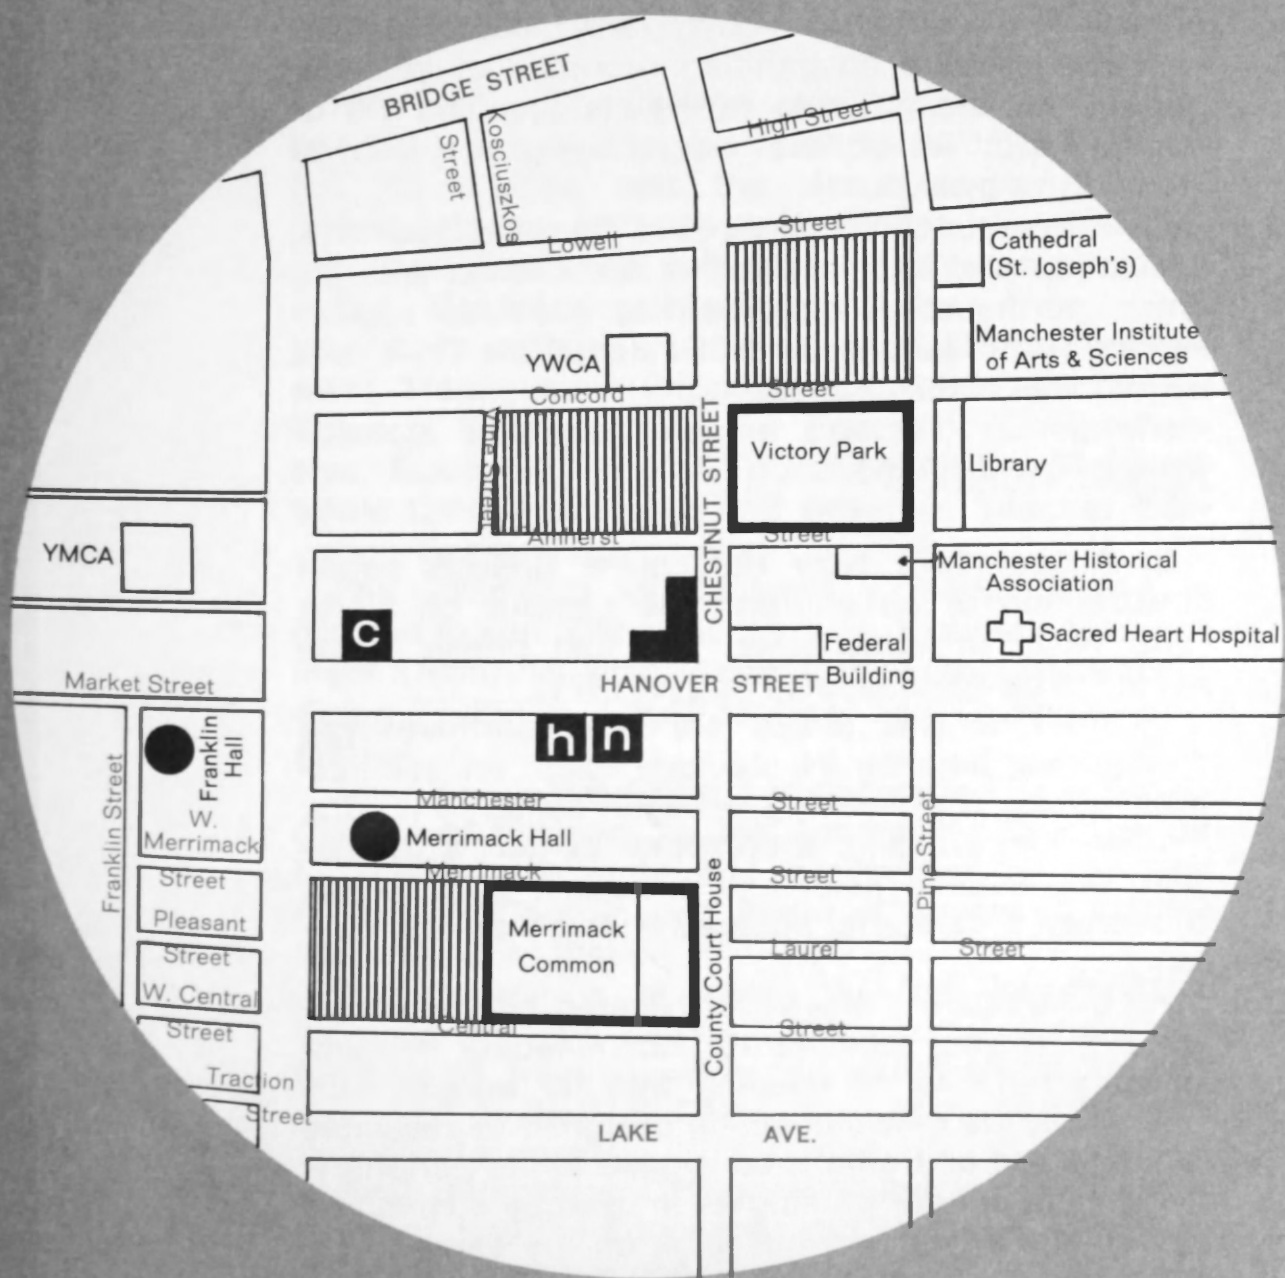 BRIDGE STREET
Street
Kosciuszkos
High Street
Lowell
Street
Cathedral
(St. Joseph's)
YWCA
Manchester Institute
of Arts & Sciences
Concord
Street
Vine Street
CHESTNUT STREET
Victory Park
Library
Amherst
Street
YMCA
Manchester Historical
Association
C
Federal
Building
Sacred Heart Hospital
Market Street
HANOVER STREET
Franklin Street
Franklin
Hall
h n
W.
Merrimack
Street
Manchester
Street
Merrimack Hall
Merrimack
Street
Pine Street
Pleasant
Street
Merrimack
Common
County Court House
Laurel
Street
W. Central
Street
Central
Street
Traction
Street
LAKE AVE.